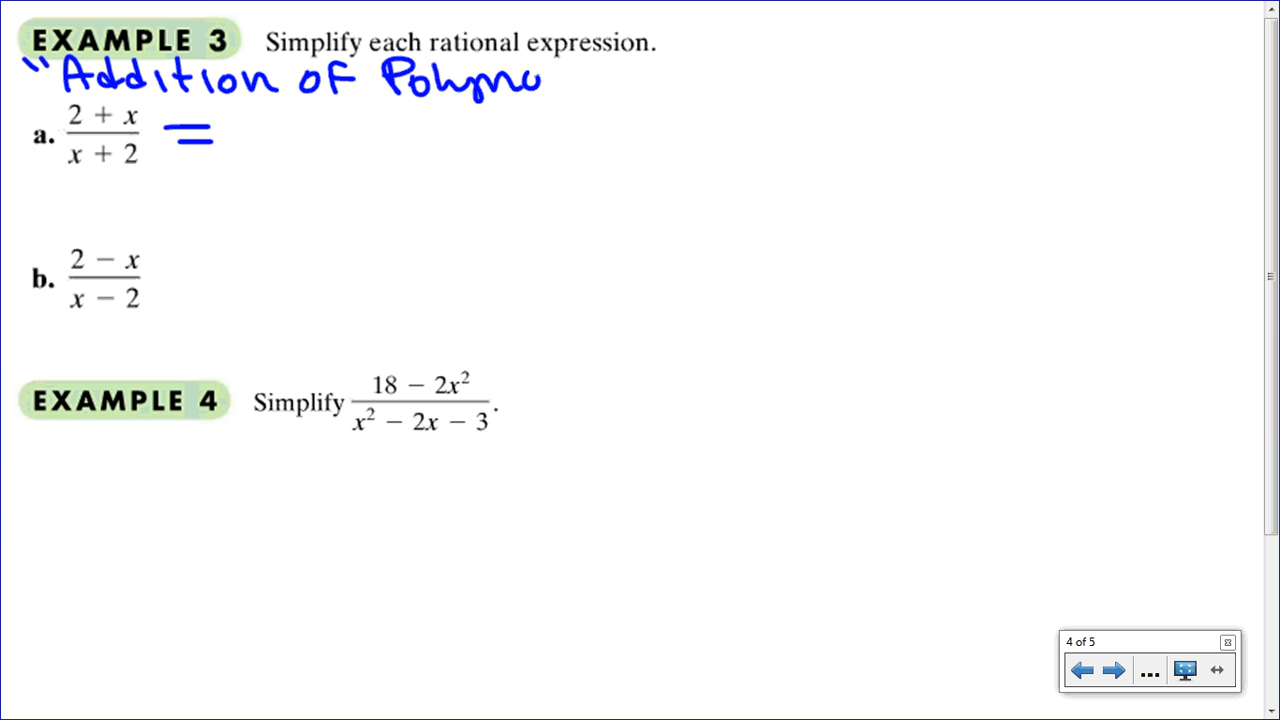 EXAMPLE 3 Simplify each rational expression.
"Addition of Polyno
a. 2 + x / x + 2 =
b. 2 − x / x − 2
EXAMPLE 4 Simplify 18 − 2x² / x² − 2x − 3.
4 of 5
...